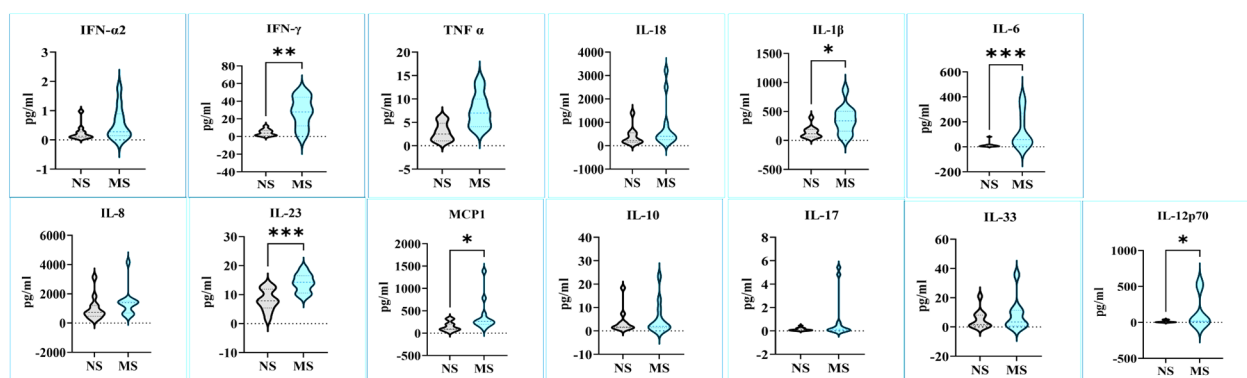 IFN-α2
pg/ml
3
2
1
0
-1
NS MS
IFN-γ
**
pg/ml
80
60
40
20
0
-20
-40
NS MS
TNF α
pg/ml
20
15
10
5
0
-5
NS MS
IL-18
pg/ml
4000
3000
2000
1000
0
-1000
NS MS
IL-1β
*
pg/ml
1500
1000
500
0
-500
NS MS
IL-6
***
pg/ml
600
400
200
0
-200
NS MS
IL-8
pg/ml
6000
4000
2000
0
-2000
NS MS
IL-23
***
pg/ml
30
20
10
0
-10
NS MS
MCP1
*
pg/ml
2000
1500
1000
500
0
-500
NS MS
IL-10
pg/ml
40
30
20
10
0
-10
NS MS
IL-17
pg/ml
8
6
4
2
0
-2
NS MS
IL-33
pg/ml
60
40
20
0
-20
NS MS
IL-12p70
*
pg/ml
1000
500
0
-500
NS MS